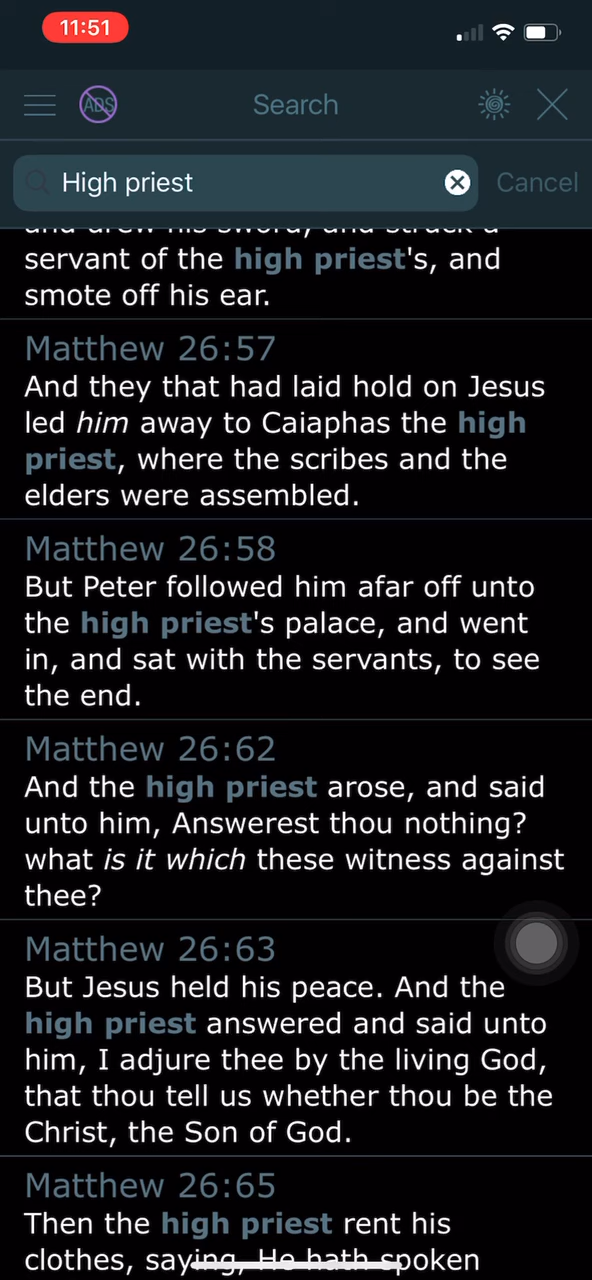 11:51
ADS
Search
High priest
Cancel
and drew his sword, and struck a
servant of the high priest's, and
smote off his ear.
Matthew 26:57
And they that had laid hold on Jesus
led him away to Caiaphas the high
priest, where the scribes and the
elders were assembled.
Matthew 26:58
But Peter followed him afar off unto
the high priest's palace, and went
in, and sat with the servants, to see
the end.
Matthew 26:62
And the high priest arose, and said
unto him, Answerest thou nothing?
what is it which these witness against
thee?
Matthew 26:63
But Jesus held his peace. And the
high priest answered and said unto
him, I adjure thee by the living God,
that thou tell us whether thou be the
Christ, the Son of God.
Matthew 26:65
Then the high priest rent his
clothes, saying, He hath spoken